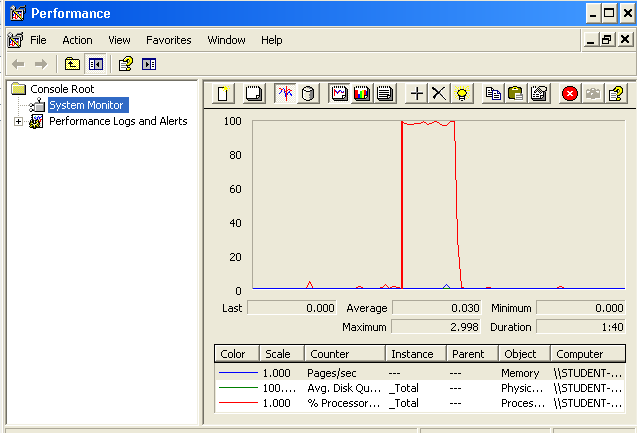 Performance
File Action View Favorites Window Help
Console Root
System Monitor
Performance Logs and Alerts
100
80
60
40
20
0
Last 0.000 Average 0.030 Minimum 0.000
Maximum 2.998 Duration 1:40
Color Scale Counter Instance Parent Object Computer
1.000 Pages/sec --- --- Memory \\STUDENT-...
100.... Avg. Disk Qu... _Total --- Physic... \\STUDENT-...
1.000 % Processor... _Total --- Proces... \\STUDENT-...